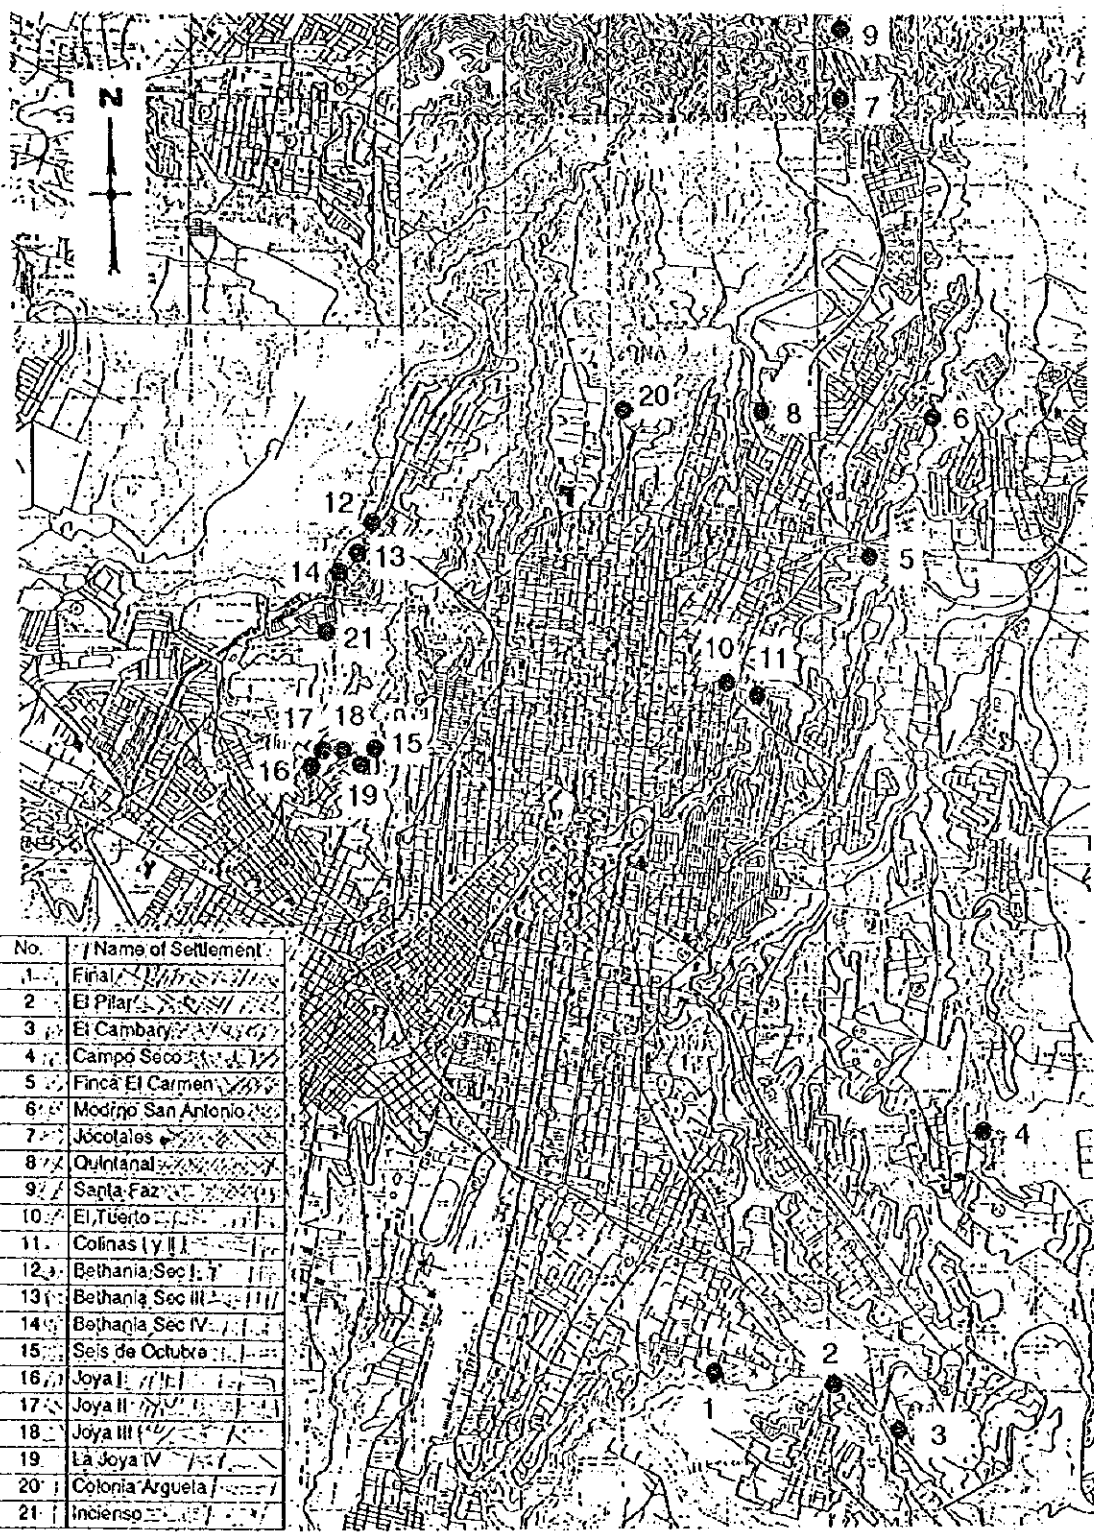 N
9
7
20
8
6
12
13
14
5
21
10
11
17
18
15
16
19
4
2
1
3
No. Name of Settlement
1 Final
2 El Pilar
3 El Cambary
4 Campo Seco
5 Finca El Carmen
6 Modrno San Antonio
7 Jocotales
8 Quintanal
9 Santa Faz
10 El Tuerto
11 Colinas I y II
12 Bethania Sec I
13 Bethania Sec III
14 Bethania Sec IV
15 Seis de Octubre
16 Joya I
17 Joya II
18 Joya III
19 La Joya IV
20 Colonia Argueta
21 Incienso